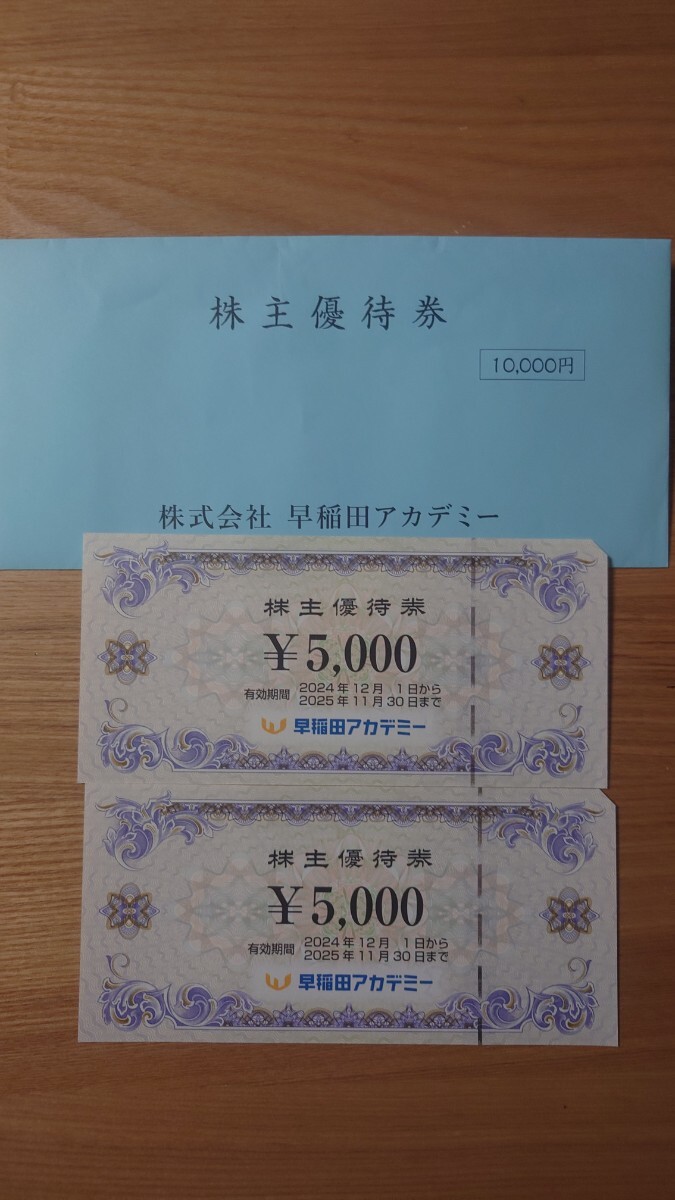 株主優待券
10,000円
株式会社 早稲田アカデミー
株主優待券
¥5,000
有効期間 2024年12月 1日から
2025年11月30日まで
早稲田アカデミー
株主優待券
¥5,000
有効期間 2024年12月 1日から
2025年11月30日まで
早稲田アカデミー